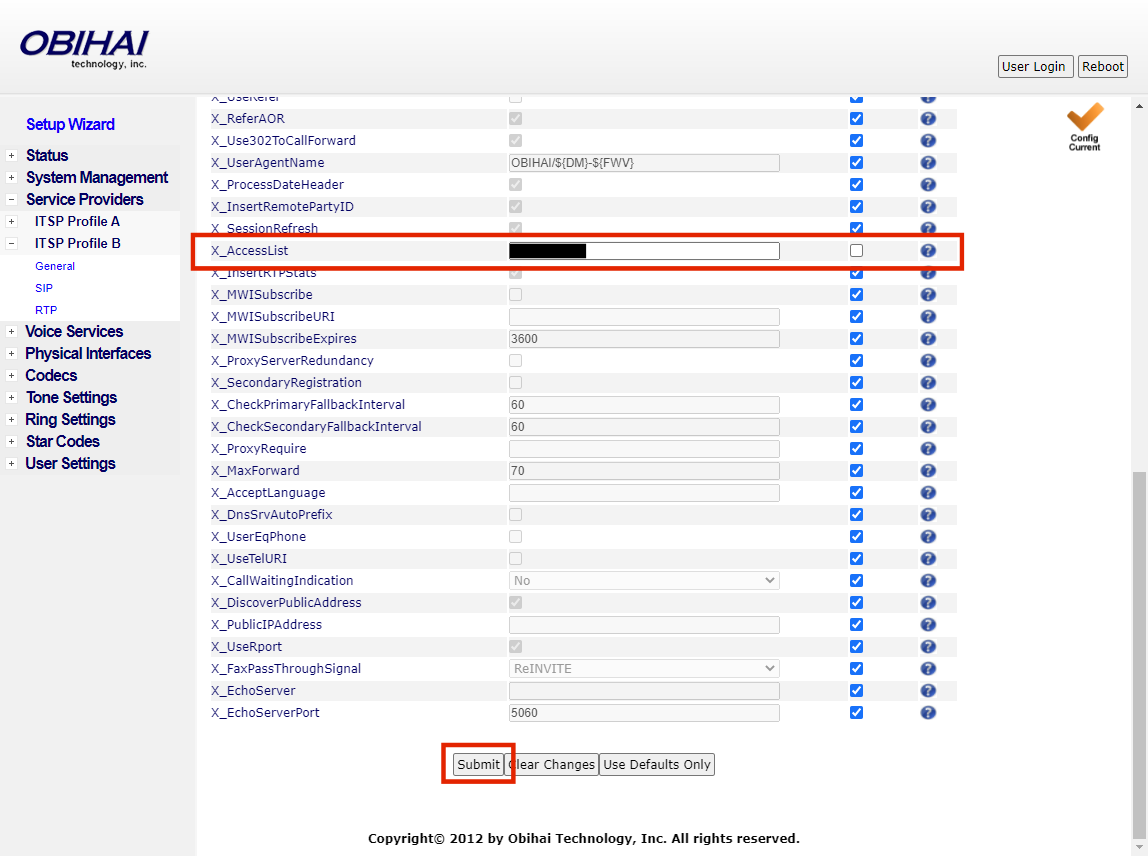 OBIHAI
technology, inc.
User Login Reboot
Setup Wizard
Status
System Management
Service Providers
ITSP Profile A
ITSP Profile B
General
SIP
RTP
Voice Services
Physical Interfaces
Codecs
Tone Settings
Ring Settings
Star Codes
User Settings
Config
Current
X_UseRefer
X_ReferAOR
X_Use302ToCallForward
X_UserAgentName OBIHAI/${DM}-${FWV}
X_ProcessDateHeader
X_InsertRemotePartyID
X_SessionRefresh
X_AccessList
X_InsertRTPStats
X_MWISubscribe
X_MWISubscribeURI
X_MWISubscribeExpires 3600
X_ProxyServerRedundancy
X_SecondaryRegistration
X_CheckPrimaryFallbackInterval 60
X_CheckSecondaryFallbackInterval 60
X_ProxyRequire
X_MaxForward 70
X_AcceptLanguage
X_DnsSrvAutoPrefix
X_UserEqPhone
X_UseTelURI
X_CallWaitingIndication No
X_DiscoverPublicAddress
X_PublicIPAddress
X_UseRport
X_FaxPassThroughSignal ReINVITE
X_EchoServer
X_EchoServerPort 5060
Submit Clear Changes Use Defaults Only
Copyright© 2012 by Obihai Technology, Inc. All rights reserved.